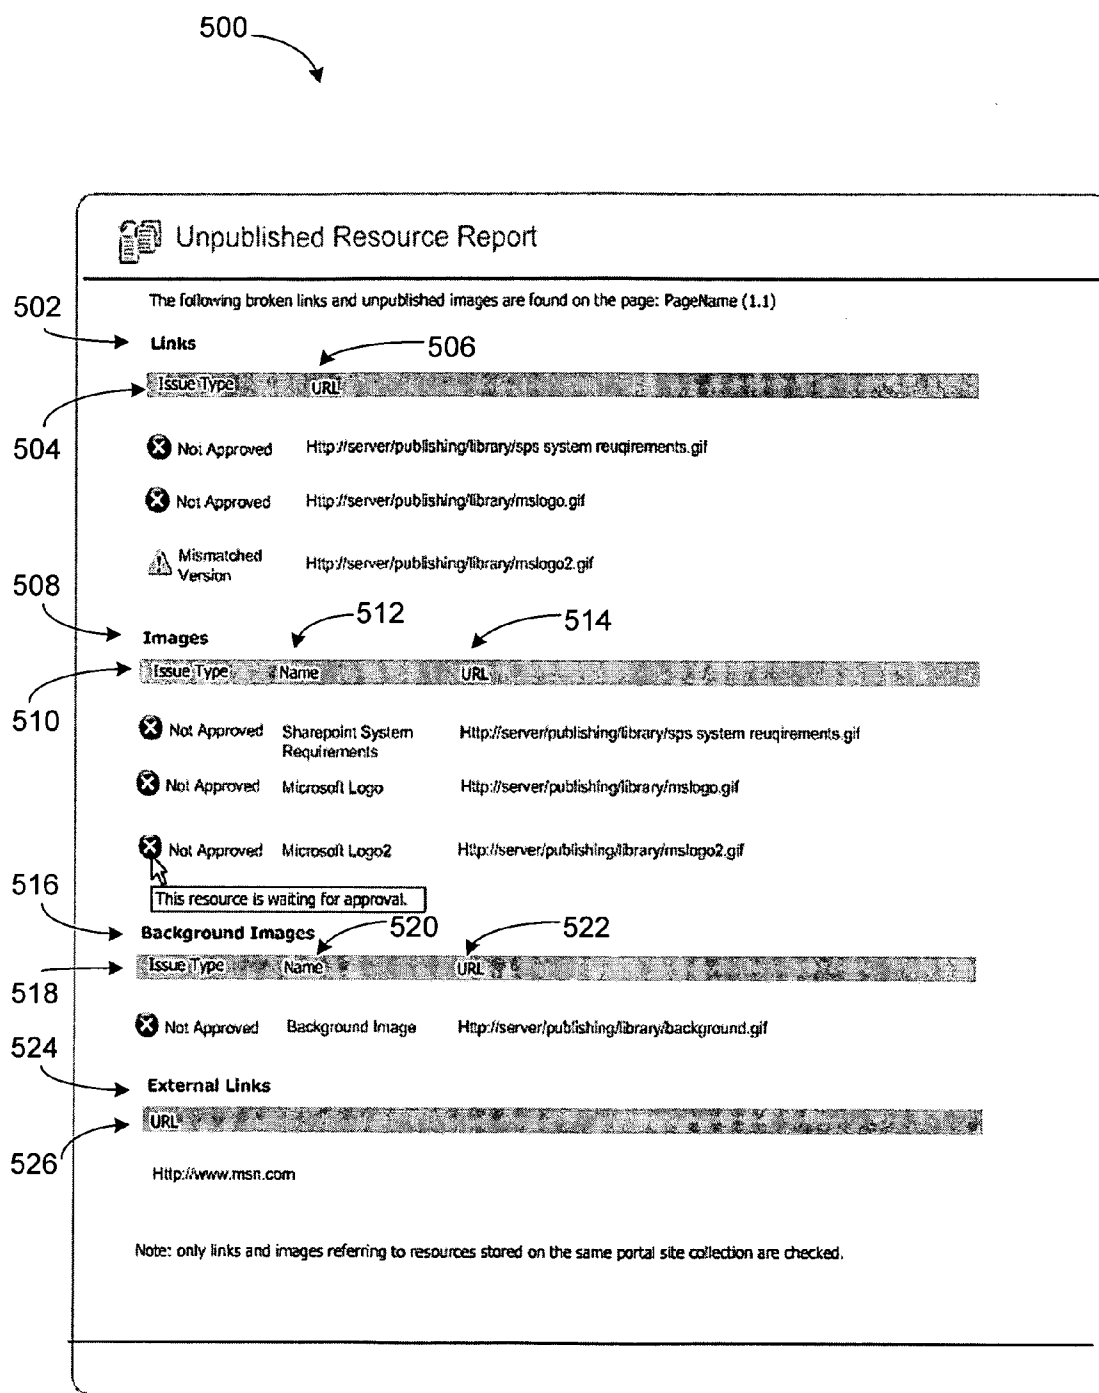 500
Unpublished Resource Report
The following broken links and unpublished images are found on the page: PageName (1.1)
502
Links
506
Issue Type URL
504
Not Approved Http://server/publishing/library/sps system reuqirements.gif
Not Approved Http://server/publishing/library/mslogo.gif
Mismatched
Version
Http://server/publishing/library/mslogo2.gif
508
512
514
Images
Issue Type Name URL
510
Not Approved Sharepoint System
Requirements
Http://server/publishing/library/sps system reuqirements.gif
Not Approved Microsoft Logo Http://server/publishing/library/mslogo.gif
Not Approved Microsoft Logo2 Http://server/publishing/library/mslogo2.gif
This resource is waiting for approval.
516
Background Images
520
522
Issue Type Name URL
518
Not Approved Background Image Http://server/publishing/library/background.gif
524
External Links
URL
526
Http://www.msn.com
Note: only links and images referring to resources stored on the same portal site collection are checked.